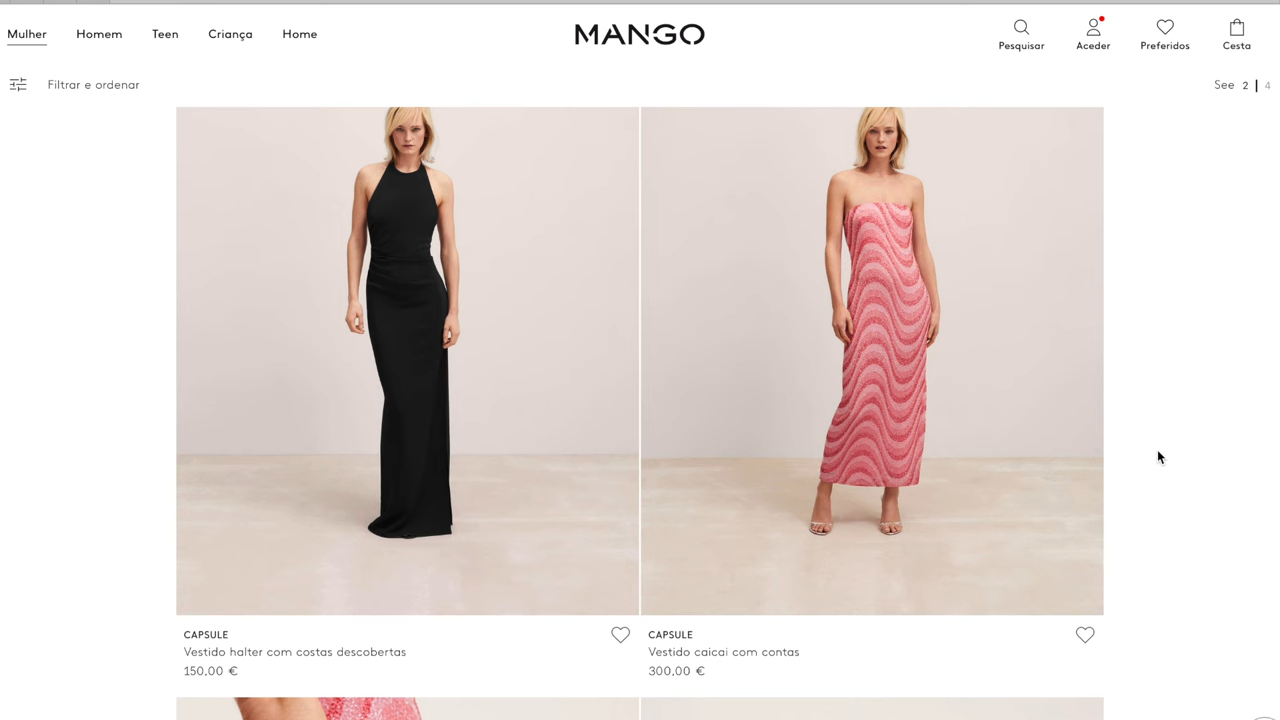 Mulher Homem Teen Criança Home
MANGO
Pesquisar Aceder Preferidos Cesta
Filtrar e ordenar
See 2 | 4
CAPSULE
Vestido halter com costas descobertas
150,00 €
CAPSULE
Vestido caicai com contas
300,00 €